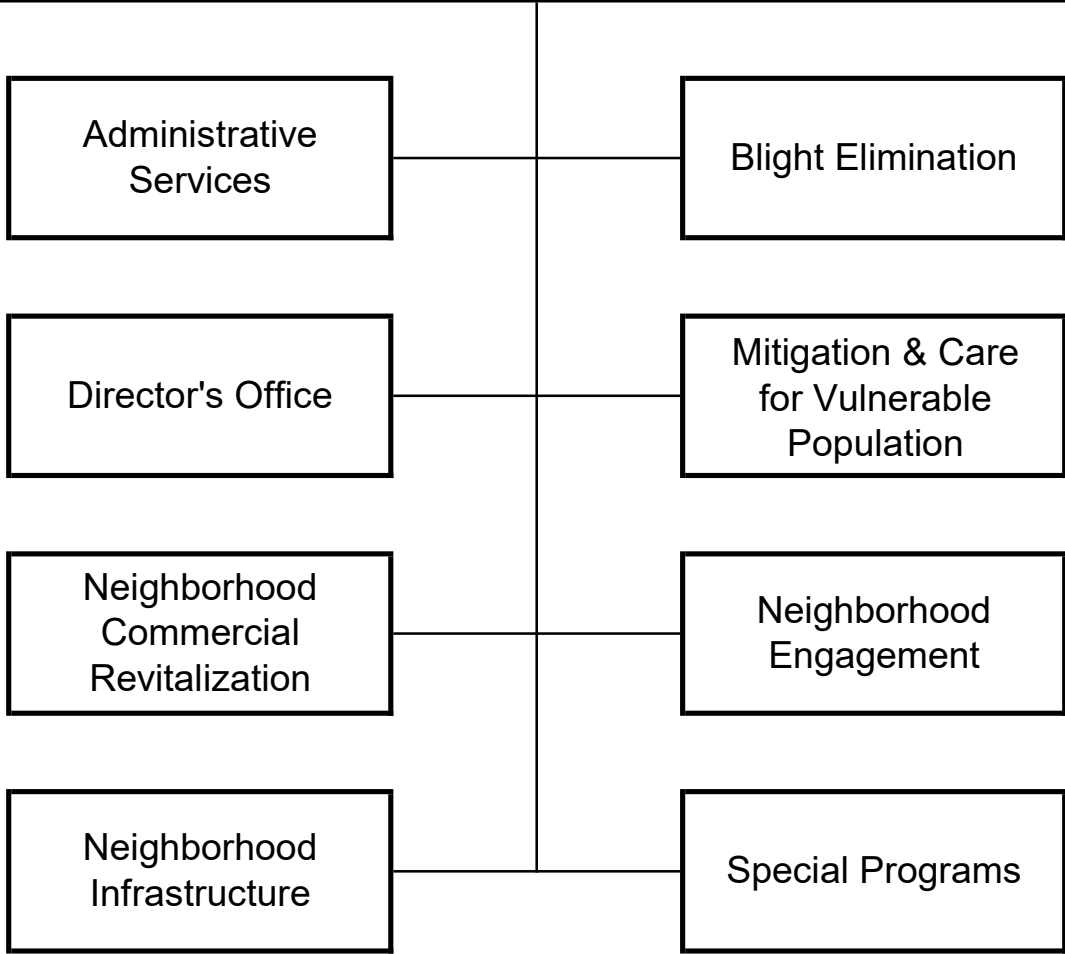 Administrative
Services
Blight Elimination
Director's Office
Mitigation & Care
for Vulnerable
Population
Neighborhood
Commercial
Revitalization
Neighborhood
Engagement
Neighborhood
Infrastructure
Special Programs